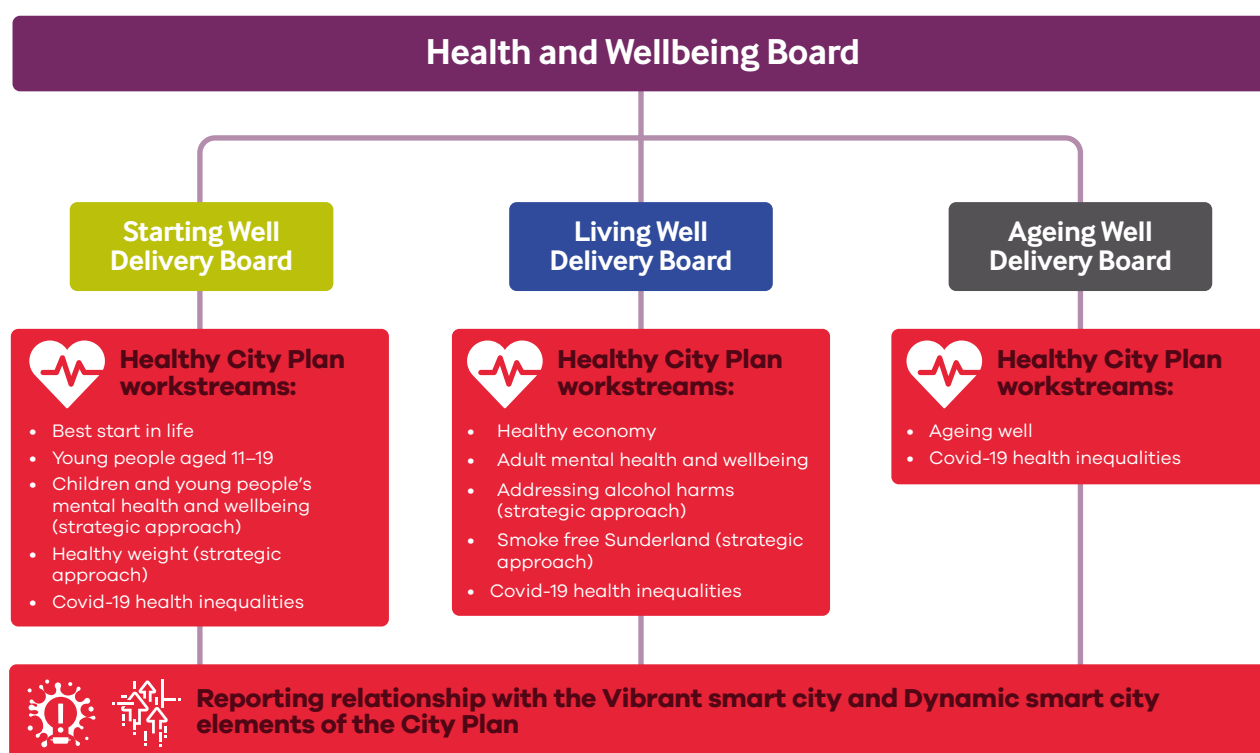 Health and Wellbeing Board
Starting Well
Delivery Board
Living Well
Delivery Board
Ageing Well
Delivery Board
Healthy City Plan
workstreams:
• Best start in life
• Young people aged 11–19
• Children and young people’s
mental health and wellbeing
(strategic approach)
• Healthy weight (strategic
approach)
• Covid-19 health inequalities
Healthy City Plan
workstreams:
• Healthy economy
• Adult mental health and wellbeing
• Addressing alcohol harms
(strategic approach)
• Smoke free Sunderland (strategic
approach)
• Covid-19 health inequalities
Healthy City Plan
workstreams:
• Ageing well
• Covid-19 health inequalities
Reporting relationship with the Vibrant smart city and Dynamic smart city
elements of the City Plan